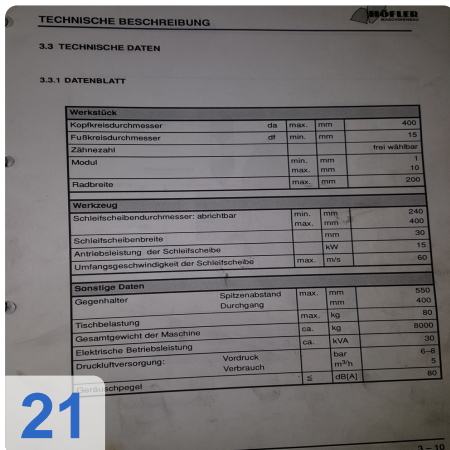 TECHNISCHE BESCHREIBUNG
HÖFLER
MASCHINENBAU
3.3 TECHNISCHE DATEN
3.3.1 DATENBLATT
Werkstück
Kopfkreisdurchmesser da max. mm 400
Fußkreisdurchmesser df min. mm 15
Zähnezahl frei wählbar
Modul min. mm 1
max. mm 10
Radbreite max. mm 200
Werkzeug
Schleifscheibendurchmesser: abrichtbar min. mm 240
max. mm 400
Schleifscheibenbreite mm 30
Antriebsleistung der Schleifscheibe kW 15
Umfangsgeschwindigkeit der Schleifscheibe max. m/s 60
Sonstige Daten
Gegenhalter Spitzenabstand max. mm 550
Durchgang mm 400
Tischbelastung max. kg 80
Gesamtgewicht der Maschine ca. kg 8000
Elektrische Betriebsleistung ca. kVA 30
Druckluftversorgung: Vordruck bar 6–8
Verbrauch m³/h 5
Geräuschpegel ≤ dB[A] 80
21
3 – 10